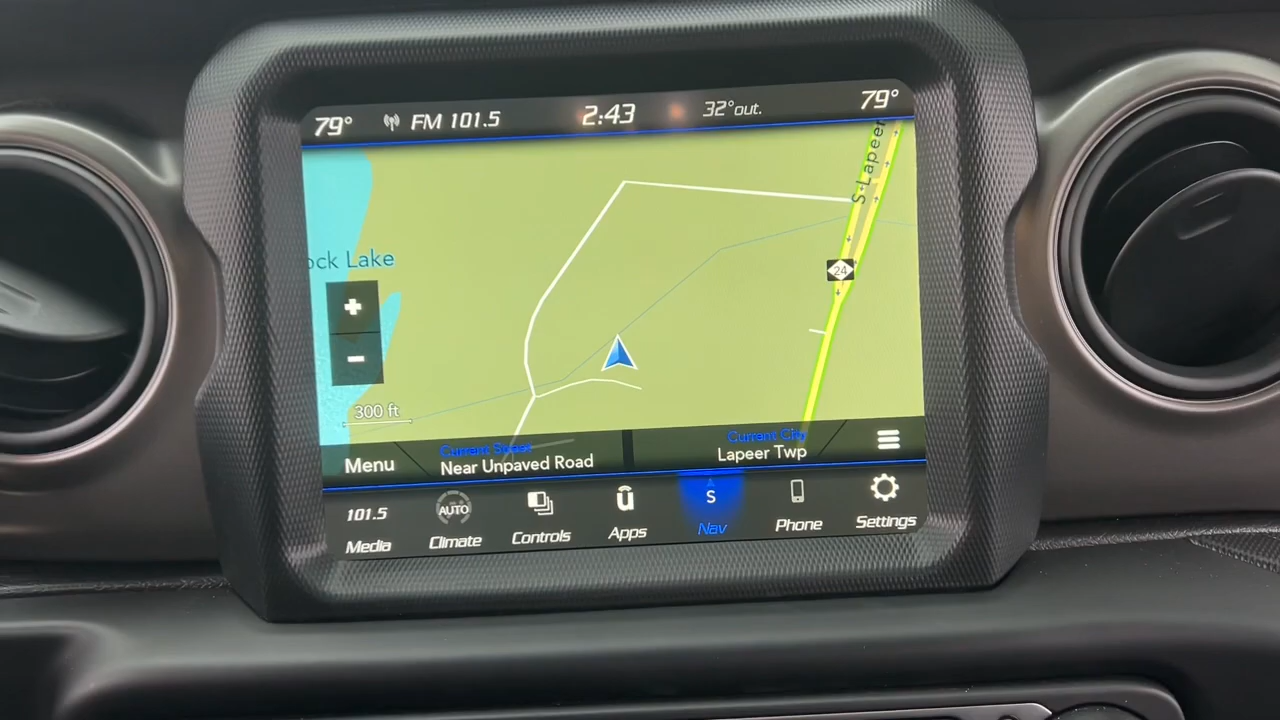 79° FM 101.5 2:43 32°out. 79°
S Lapeer
ock Lake
24
+
-
300 ft
Current Street Current City
Menu Near Unpaved Road Lapeer Twp
101.5 AUTO ū S
Media Climate Controls Apps Nav Phone Settings